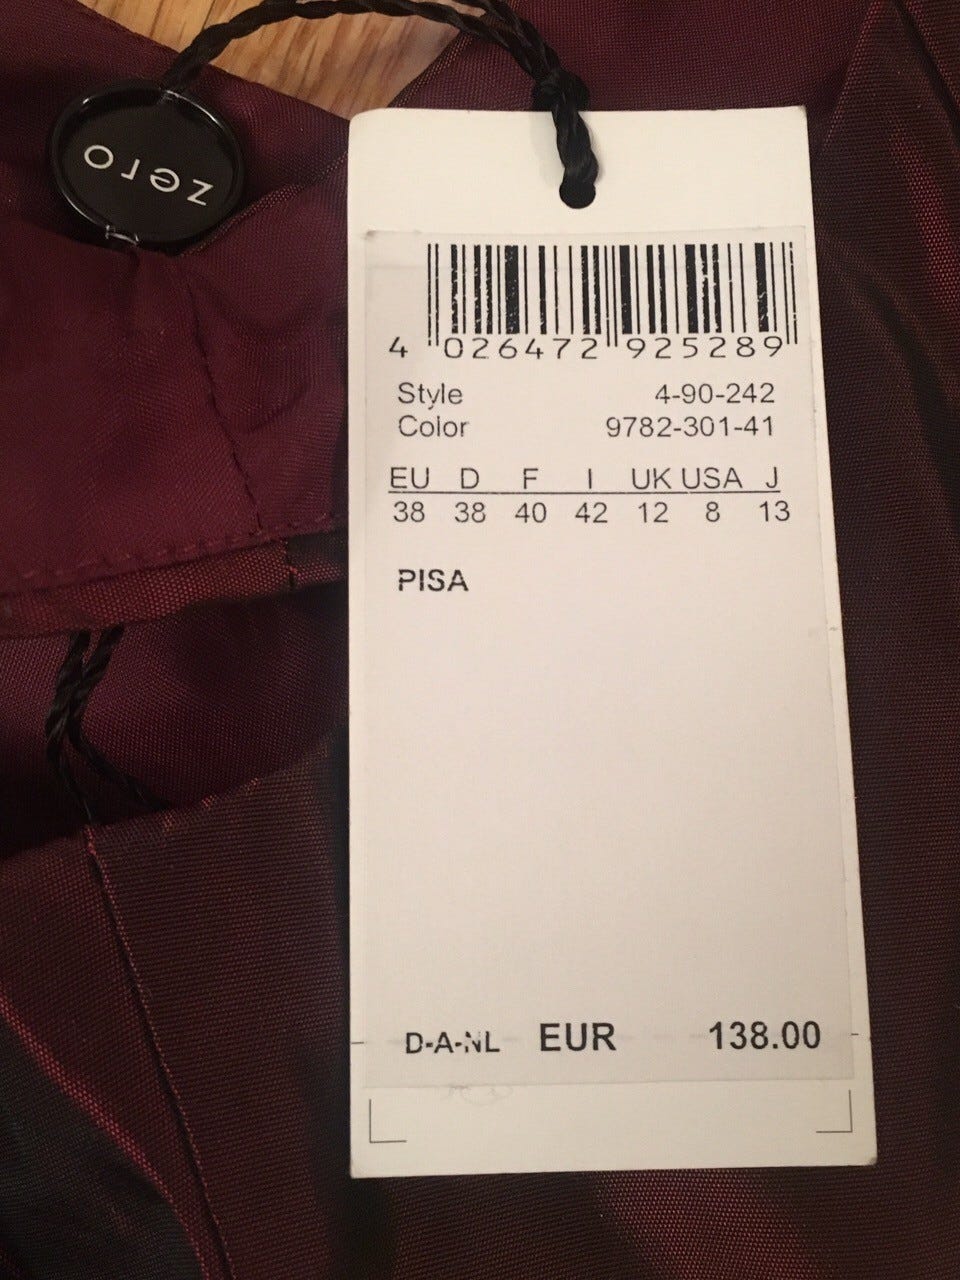 zero
4 026472 925289
Style 4-90-242
Color 9782-301-41
EU D F I UK USA J
38 38 40 42 12 8 13
PISA
D-A-NL EUR 138.00